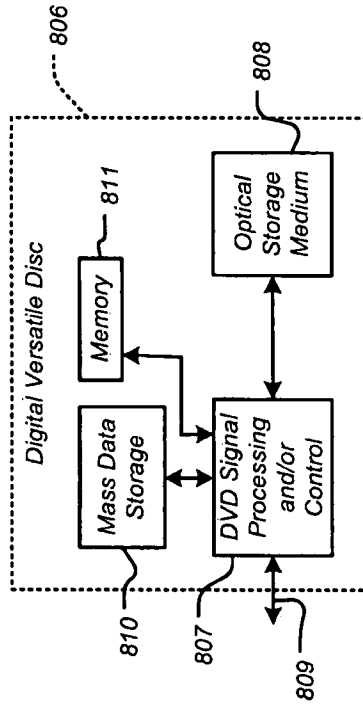 806
Digital Versatile Disc
811
Memory
Mass Data
Storage
810
808
Optical
Storage
Medium
DVD Signal
Processing
and/or
Control
807
809